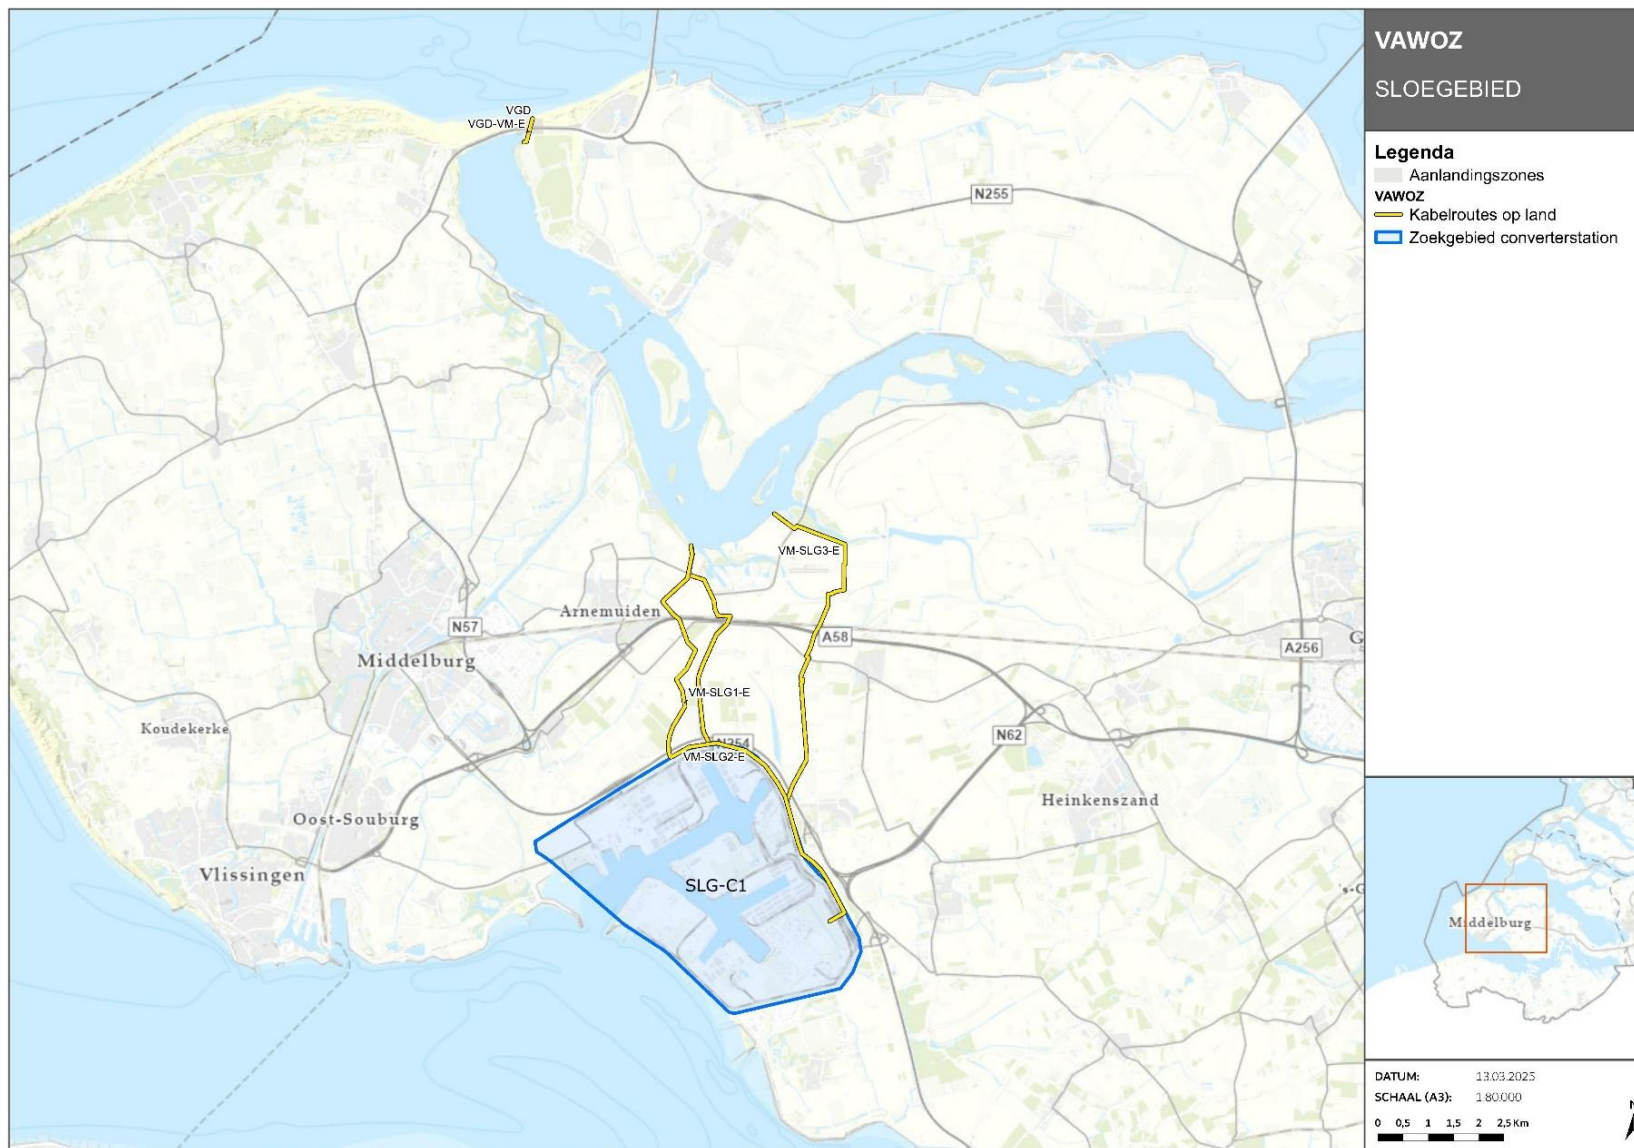 VAWOZ
SLOEGEBIED
Legenda
Aanlandingszones
VAWOZ
Kabelroutes op land
Zoekgebied converterstation
VGD
VGD-VM-E
N255
VM-SLG3-E
Arnemuiden
N57
A58
A256
G
Middelburg
VM-SLG1-E
Koudekerke
N254
VM-SLG2-E
N62
Heinkenszand
Oost-Souburg
Vlissingen
SLG-C1
's-G
Middelburg
DATUM: 13.03.2025
SCHAAL (A3): 1:80.000
0 0,5 1 1,5 2 2,5 Km
N